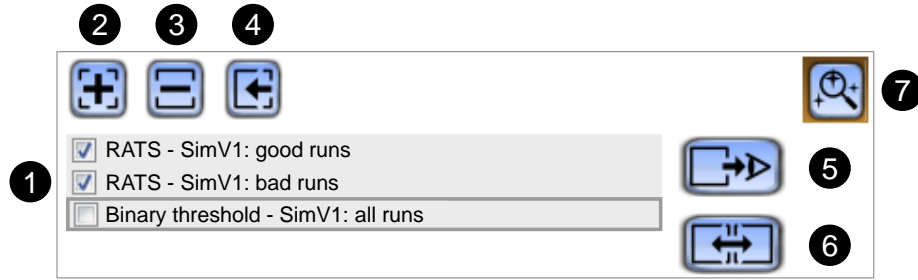 2 3 4
7
RATS - SimV1: good runs
5
1 RATS - SimV1: bad runs
Binary threshold - SimV1: all runs
6